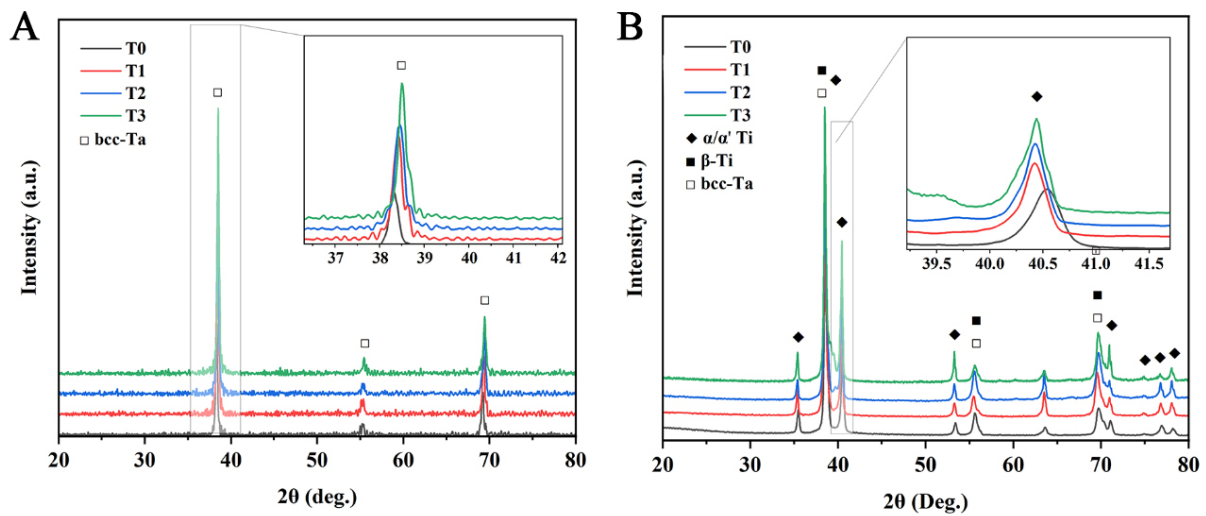 A
T0
T1
T2
T3
□ bcc-Ta
□
□
□
□
37 38 39 40 41 42
Intensity (a.u.)
20 30 40 50 60 70 80
2θ (deg.)
B
T0
T1
T2
T3
◆ α/α' Ti
■ β-Ti
□ bcc-Ta
39.5 40.0 40.5 41.0 41.5
Intensity (a.u.)
20 30 40 50 60 70 80
2θ (Deg.)